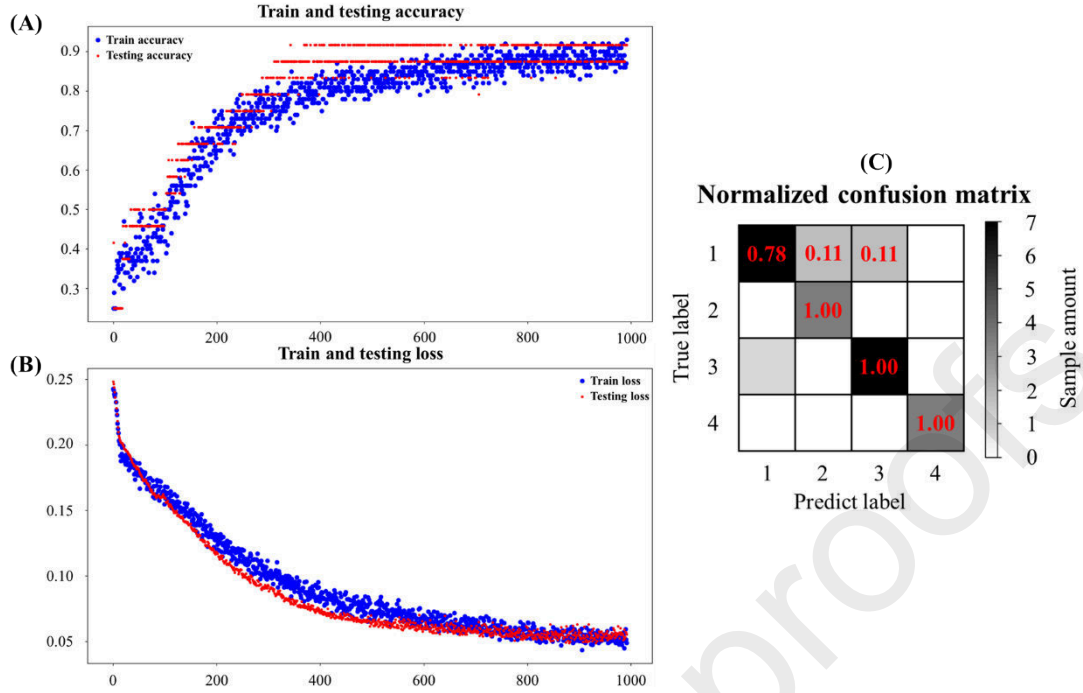 Train and testing accuracy
(A)
Train accuracy
Testing accuracy
0.9
0.8
0.7
0.6
0.5
0.4
0.3
0 200 400 600 800 1000
Train and testing loss
(B)
Train loss
Testing loss
0.25
0.20
0.15
0.10
0.05
0 200 400 600 800 1000
(C)
Normalized confusion matrix
True label
1 0.78 0.11 0.11
2 1.00
3 1.00
4 1.00
1 2 3 4
Predict label
7
6
5
4
3
2
1
0
Sample amount
proofs